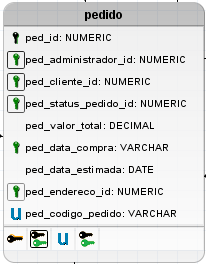 pedido
ped_id: NUMERIC
ped_administrador_id: NUMERIC
ped_cliente_id: NUMERIC
ped_status_pedido_id: NUMERIC
ped_valor_total: DECIMAL
ped_data_compra: VARCHAR
ped_data_estimada: DATE
ped_endereco_id: NUMERIC
U ped_codigo_pedido: VARCHAR
U